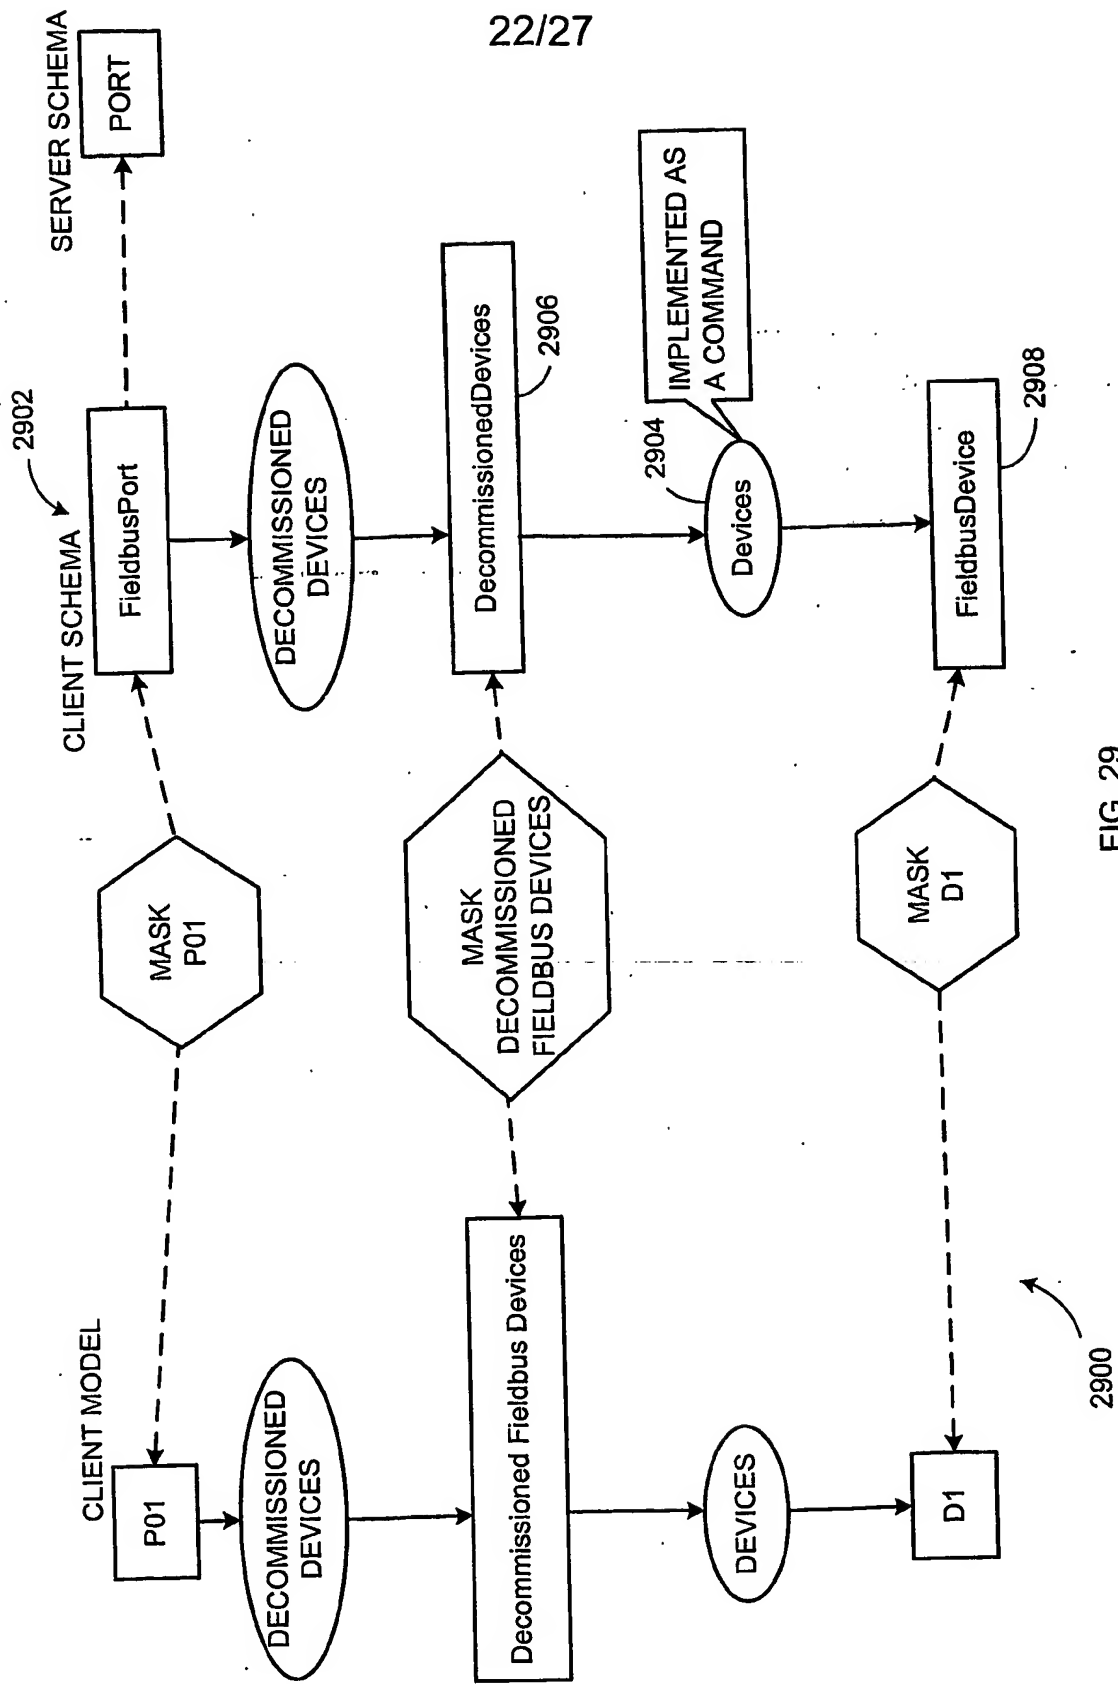 22/27
CLIENT MODEL
P01
DECOMMISSIONED
DEVICES
Decommissioned Fieldbus Devices
DEVICES
D1
2900
MASK
P01
MASK
DECOMMISSIONED
FIELDBUS DEVICES
MASK
D1
CLIENT SCHEMA
2902
FieldbusPort
DECOMMISSIONED
DEVICES
DecommissionedDevices
2906
2904
Devices
IMPLEMENTED AS
A COMMAND
FieldbusDevice
2908
SERVER SCHEMA
PORT
FIG. 29